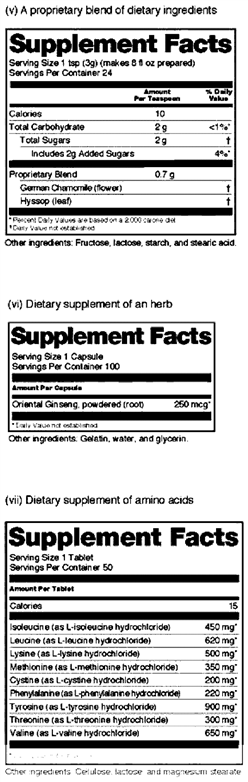 (v) A proprietary blend of dietary ingredients
Supplement Facts
Serving Size 1 tsp (3g) (makes 8 fl oz prepared)
Servings Per Container 24
Amount Per Teaspoon % Daily Value
Calories 10
Total Carbohydrate 2 g <1%*
Total Sugars 2 g †
Includes 2g Added Sugars 4%*
Proprietary Blend 0.7 g
German Chamomile (flower) †
Hyssop (leaf) †
* Percent Daily Values are based on a 2,000 calorie diet
† Daily Value not established
Other ingredients: Fructose, lactose, starch, and stearic acid.
(vi) Dietary supplement of an herb
Supplement Facts
Serving Size 1 Capsule
Servings Per Container 100
Amount Per Capsule
Oriental Ginseng, powdered (root) 250 mcg*
* Daily Value not established
Other ingredients: Gelatin, water, and glycerin.
(vii) Dietary supplement of amino acids
Supplement Facts
Serving Size 1 Tablet
Servings Per Container 50
Amount Per Tablet
Calories 15
Isoleucine (as L-isoleucine hydrochloride) 450 mg*
Leucine (as L-leucine hydrochloride) 620 mg*
Lysine (as L-lysine hydrochloride) 500 mg*
Methionine (as L-methionine hydrochloride) 350 mg*
Cystine (as L-cystine hydrochloride) 200 mg*
Phenylalanine (as L-phenylalanine hydrochloride) 220 mg*
Tyrosine (as L-tyrosine hydrochloride) 900 mg*
Threonine (as L-threonine hydrochloride) 300 mg*
Valine (as L-valine hydrochloride) 650 mg*
Other ingredients: Cellulose, lactose, and magnesium stearate.